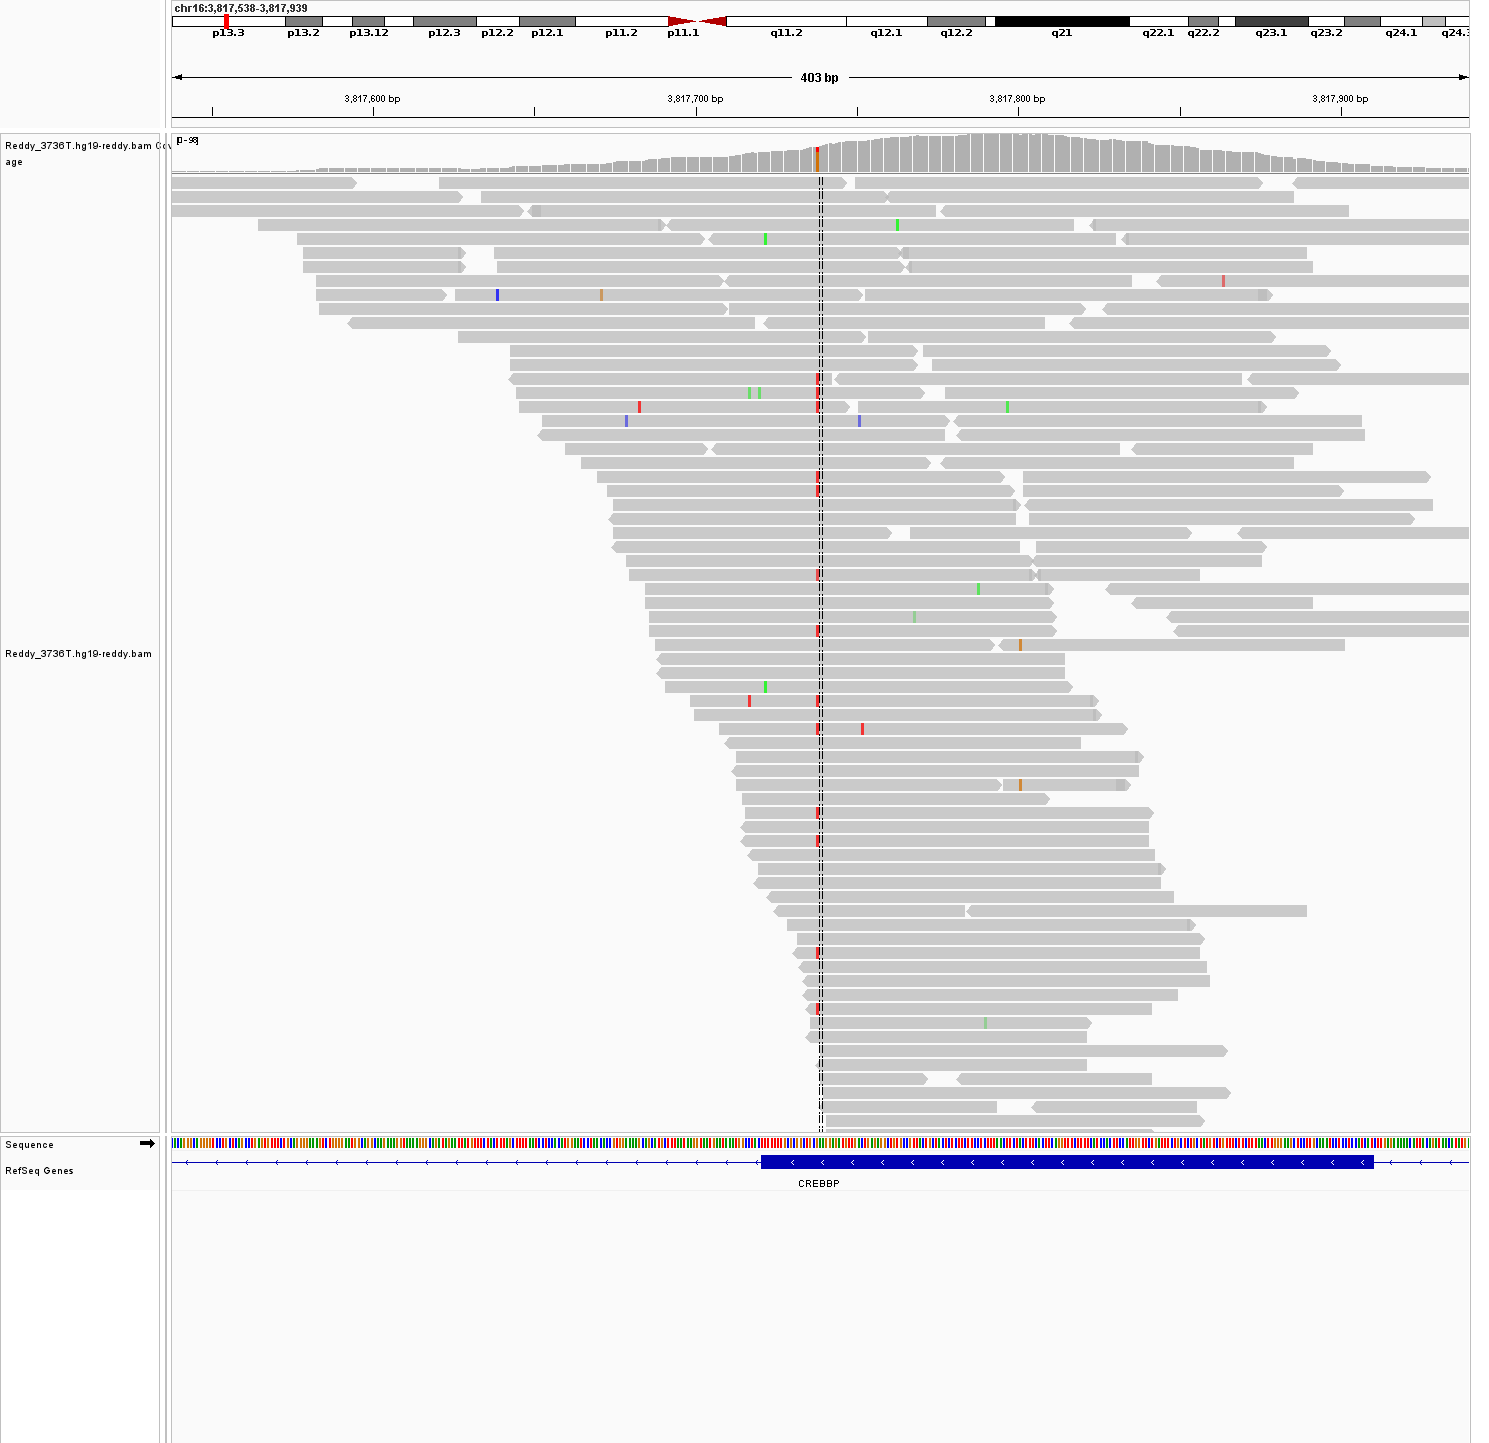 chr16:3,817,538-3,817,939
p13.3 p13.2 p13.12 p12.3 p12.2 p12.1 p11.2 p11.1 q11.2 q12.1 q12.2 q21 q22.1 q22.2 q23.1 q23.2 q24.1 q24.3
403 bp
3,817,600 bp 3,817,700 bp 3,817,800 bp 3,817,900 bp
Reddy_3736T.hg19-reddy.bam Cov
age
[0 - 98]
Reddy_3736T.hg19-reddy.bam
Sequence
RefSeq Genes
CREBBP